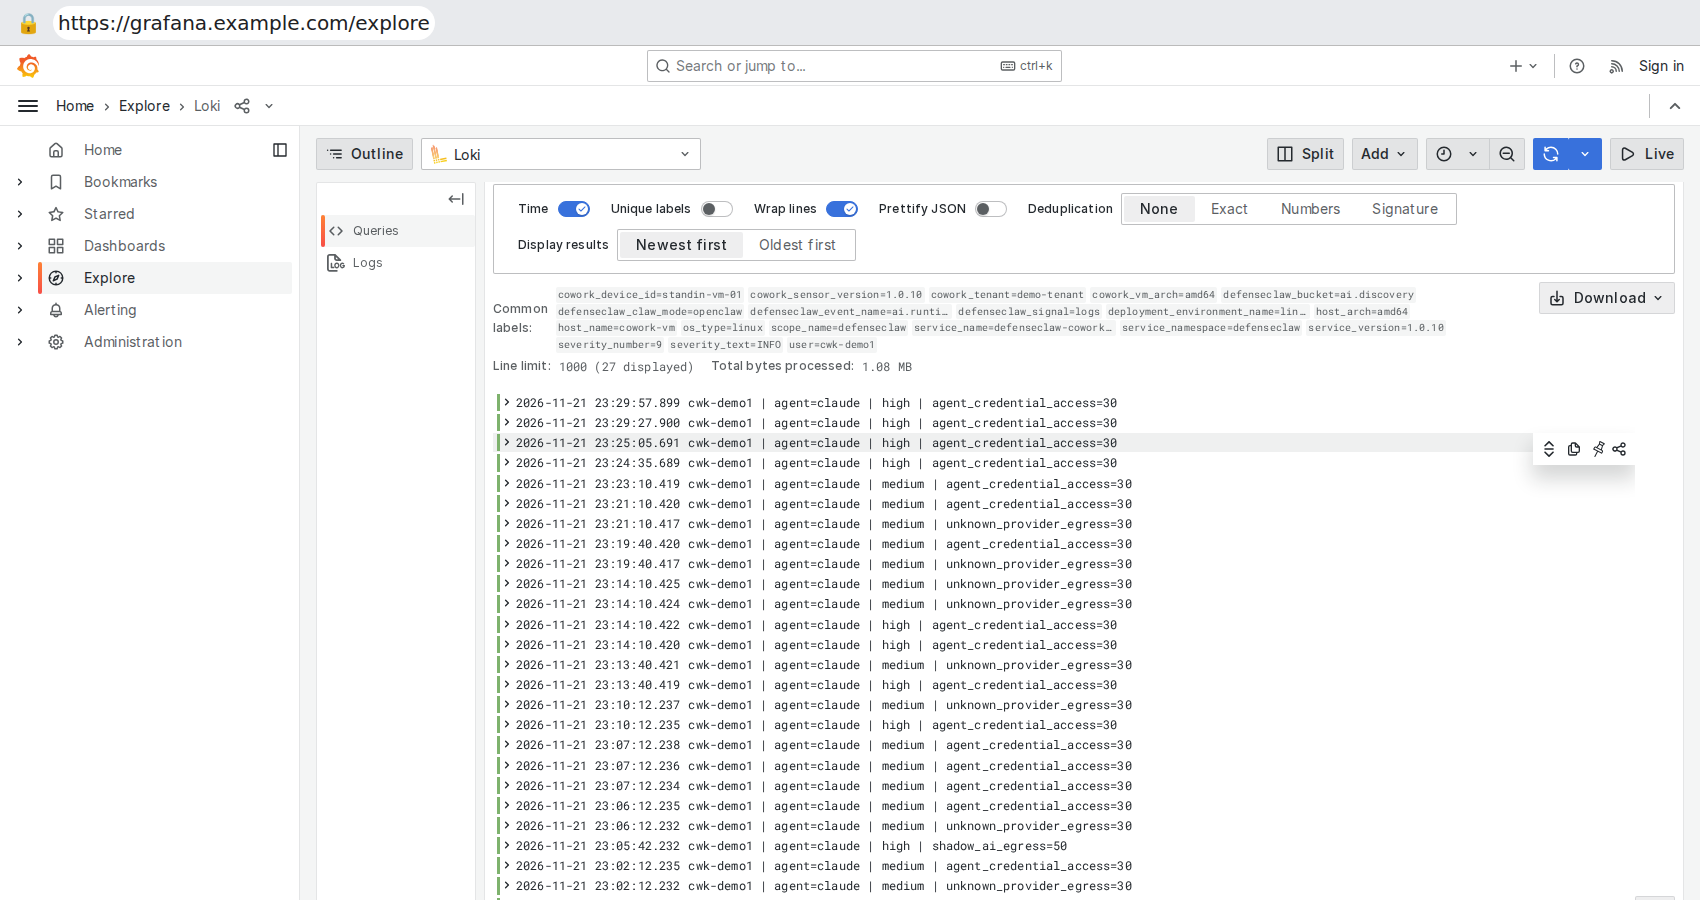 https://grafana.example.com/explore
Search or jump to...
ctrl+k
Sign in
Home › Explore › Loki
Home
Bookmarks
Starred
Dashboards
Explore
Alerting
Administration
Outline
Loki
Split
Add
Live
Queries
Logs
Time
Unique labels
Wrap lines
Prettify JSON
Deduplication
None
Exact
Numbers
Signature
Display results
Newest first
Oldest first
Common labels:
cowork_device_id=standin-vm-01 cowork_sensor_version=1.0.10 cowork_tenant=demo-tenant cowork_vm_arch=amd64 defenseclaw_bucket=ai.discovery
defenseclaw_claw_mode=openclaw defenseclaw_event_name=ai.runti… defenseclaw_signal=logs deployment_environment_name=lin… host_arch=amd64
host_name=cowork-vm os_type=linux scope_name=defenseclaw service_name=defenseclaw-cowork… service_namespace=defenseclaw service_version=1.0.10
severity_number=9 severity_text=INFO user=cwk-demo1
Download
Line limit: 1000 (27 displayed) Total bytes processed: 1.08 MB
2026-11-21 23:29:57.899 cwk-demo1 | agent=claude | high | agent_credential_access=30
2026-11-21 23:29:27.900 cwk-demo1 | agent=claude | high | agent_credential_access=30
2026-11-21 23:25:05.691 cwk-demo1 | agent=claude | high | agent_credential_access=30
2026-11-21 23:24:35.689 cwk-demo1 | agent=claude | high | agent_credential_access=30
2026-11-21 23:23:10.419 cwk-demo1 | agent=claude | medium | agent_credential_access=30
2026-11-21 23:21:10.420 cwk-demo1 | agent=claude | medium | agent_credential_access=30
2026-11-21 23:21:10.417 cwk-demo1 | agent=claude | medium | unknown_provider_egress=30
2026-11-21 23:19:40.420 cwk-demo1 | agent=claude | medium | agent_credential_access=30
2026-11-21 23:19:40.417 cwk-demo1 | agent=claude | medium | unknown_provider_egress=30
2026-11-21 23:14:10.425 cwk-demo1 | agent=claude | medium | unknown_provider_egress=30
2026-11-21 23:14:10.424 cwk-demo1 | agent=claude | medium | unknown_provider_egress=30
2026-11-21 23:14:10.422 cwk-demo1 | agent=claude | high | agent_credential_access=30
2026-11-21 23:14:10.420 cwk-demo1 | agent=claude | high | agent_credential_access=30
2026-11-21 23:13:40.421 cwk-demo1 | agent=claude | medium | unknown_provider_egress=30
2026-11-21 23:13:40.419 cwk-demo1 | agent=claude | high | agent_credential_access=30
2026-11-21 23:10:12.237 cwk-demo1 | agent=claude | medium | unknown_provider_egress=30
2026-11-21 23:10:12.235 cwk-demo1 | agent=claude | high | agent_credential_access=30
2026-11-21 23:07:12.238 cwk-demo1 | agent=claude | medium | agent_credential_access=30
2026-11-21 23:07:12.236 cwk-demo1 | agent=claude | medium | agent_credential_access=30
2026-11-21 23:07:12.234 cwk-demo1 | agent=claude | medium | agent_credential_access=30
2026-11-21 23:06:12.235 cwk-demo1 | agent=claude | medium | agent_credential_access=30
2026-11-21 23:06:12.232 cwk-demo1 | agent=claude | medium | unknown_provider_egress=30
2026-11-21 23:05:42.232 cwk-demo1 | agent=claude | high | shadow_ai_egress=50
2026-11-21 23:02:12.235 cwk-demo1 | agent=claude | medium | agent_credential_access=30
2026-11-21 23:02:12.232 cwk-demo1 | agent=claude | medium | unknown_provider_egress=30